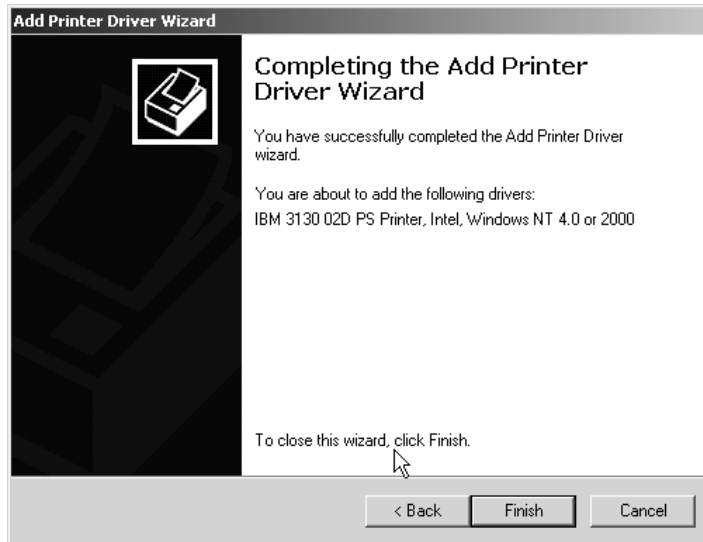 Add Printer Driver Wizard
Completing the Add Printer
Driver Wizard
You have successfully completed the Add Printer Driver
wizard.
You are about to add the following drivers:
IBM 3130 02D PS Printer, Intel, Windows NT 4.0 or 2000
To close this wizard, click Finish.
< Back Finish Cancel